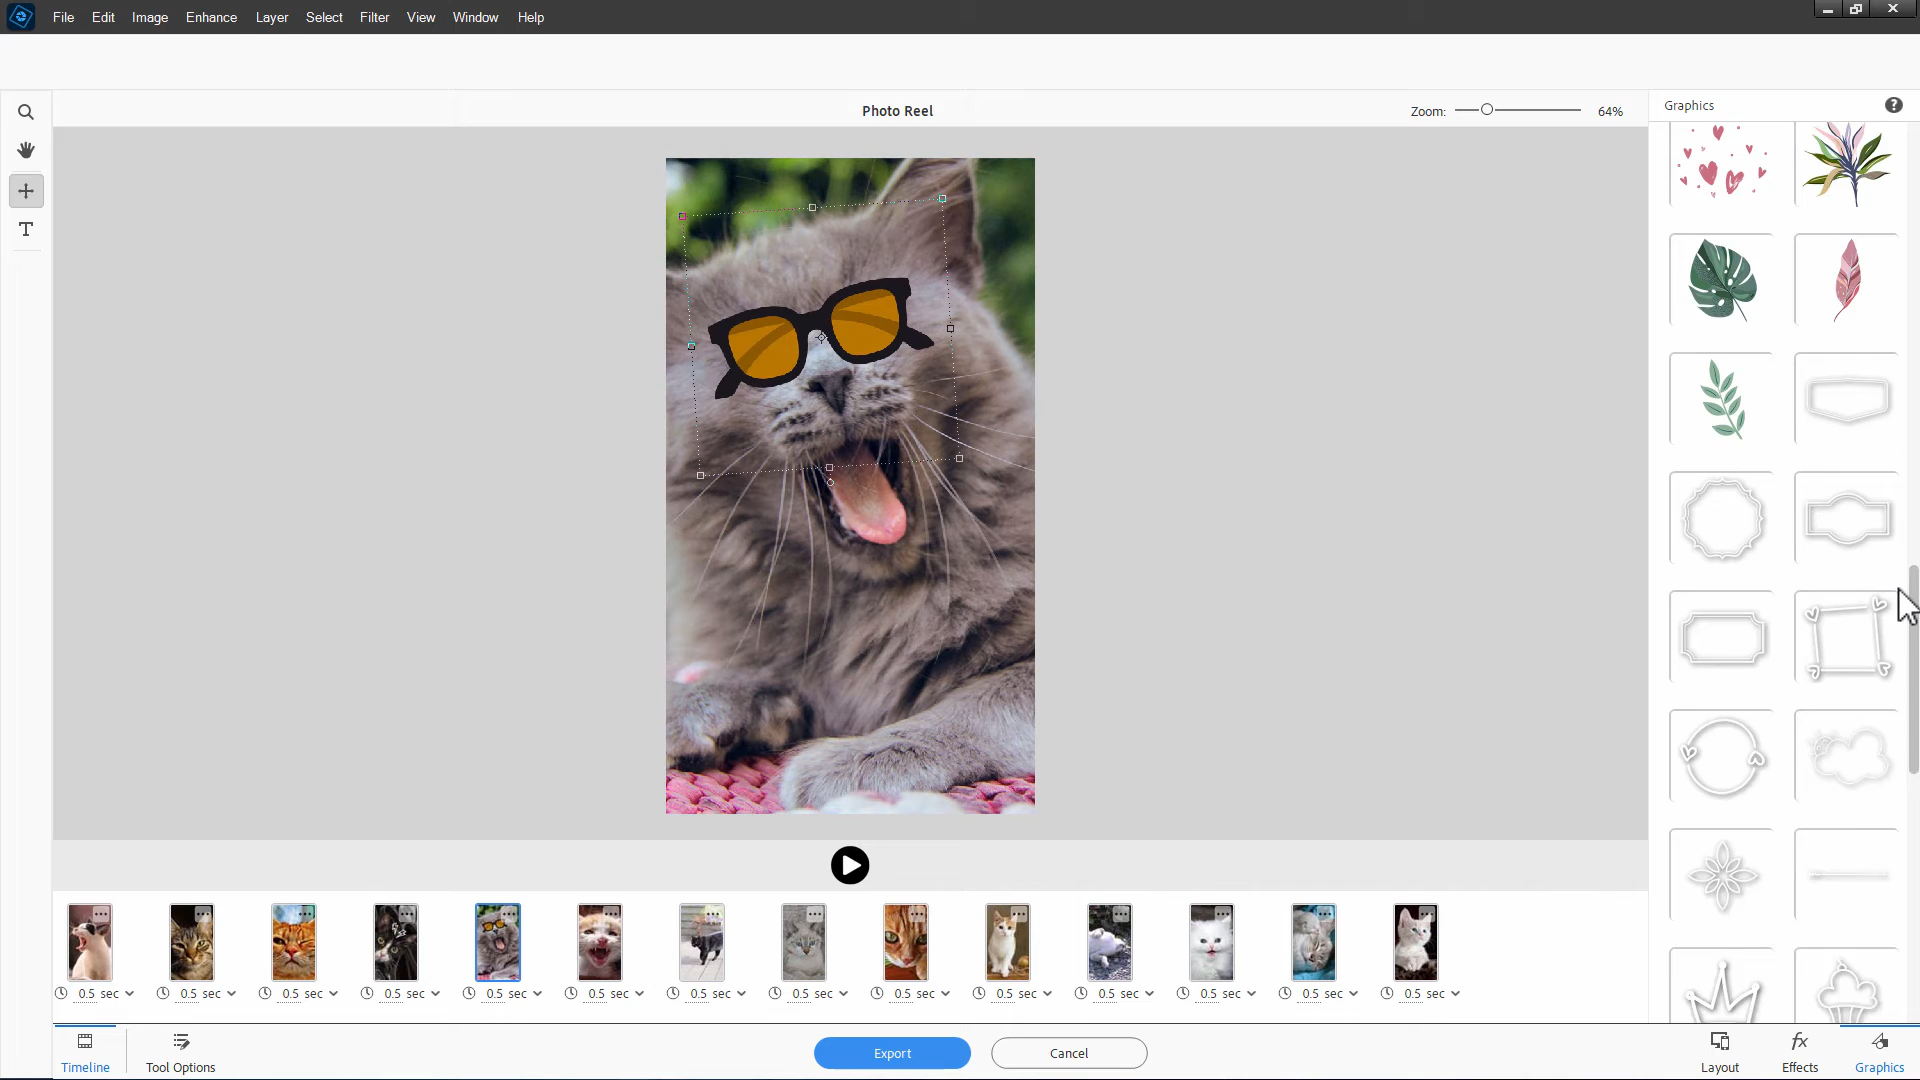 File Edit Image Enhance Layer Select Filter View Window Help
Photo Reel
Zoom: 64%
Graphics
T
0.5 sec 0.5 sec 0.5 sec 0.5 sec 0.5 sec 0.5 sec 0.5 sec 0.5 sec 0.5 sec 0.5 sec 0.5 sec 0.5 sec 0.5 sec 0.5 sec
Timeline Tool Options Export Cancel Layout Effects Graphics